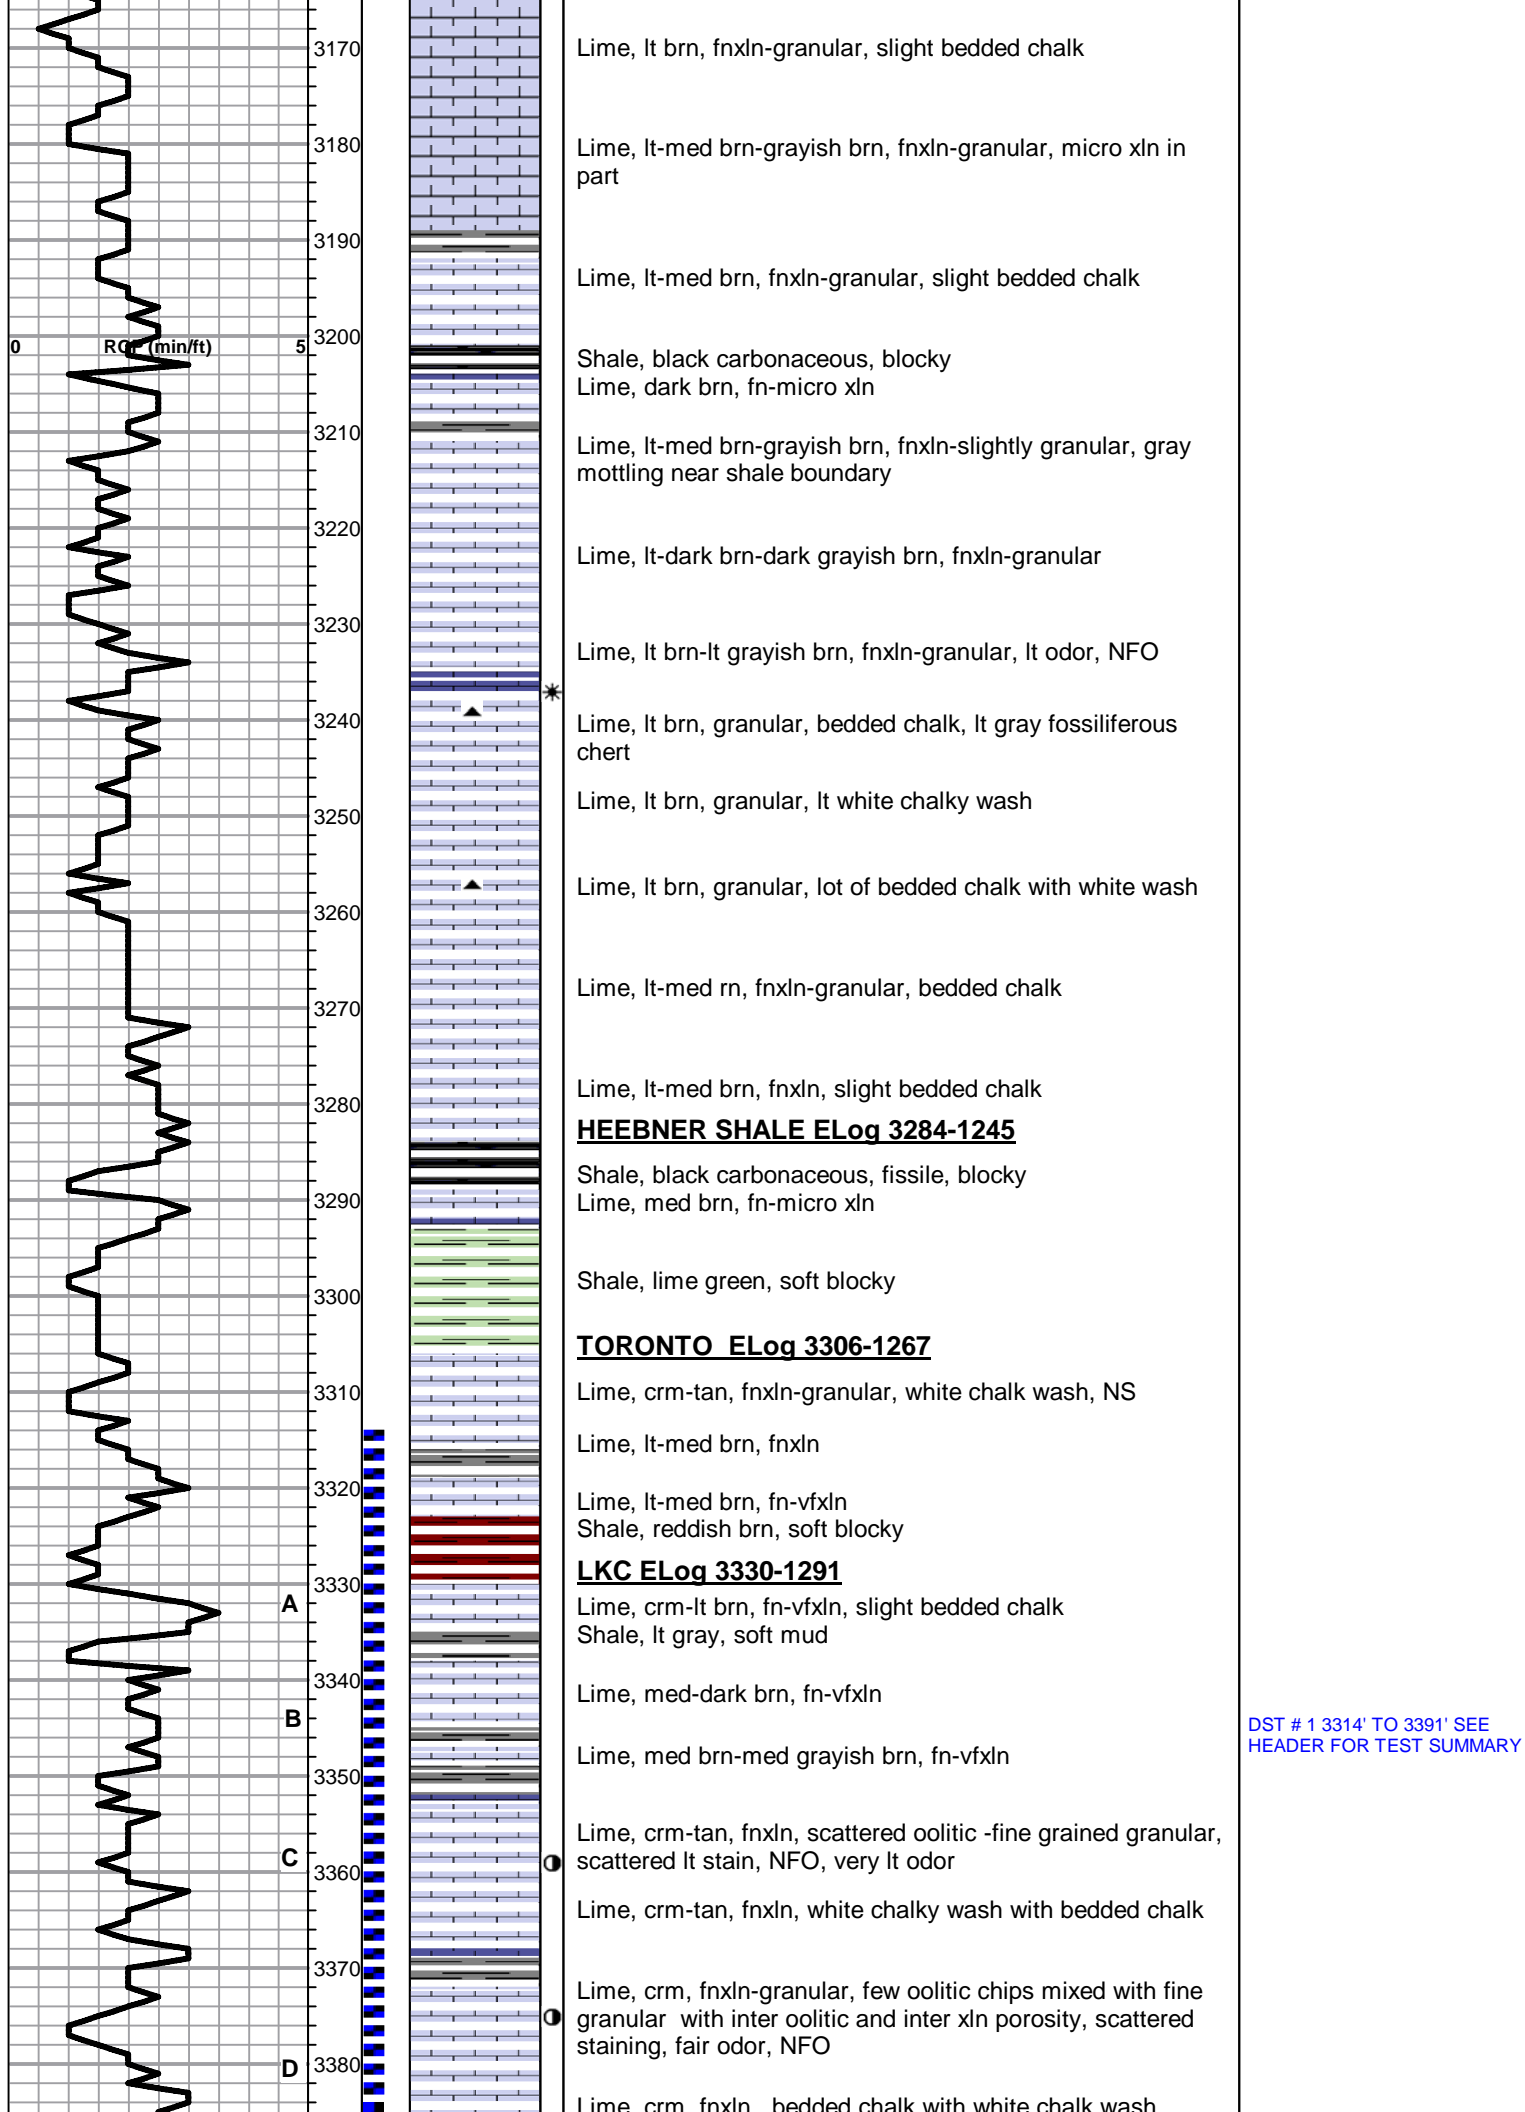 3170
Lime, lt brn, fnxln-granular, slight bedded chalk
3180
Lime, lt-med brn-grayish brn, fnxln-granular, micro xln in
part
3190
Lime, lt-med brn, fnxln-granular, slight bedded chalk
3200
0 ROP (min/ft) 5
Shale, black carbonaceous, blocky
Lime, dark brn, fn-micro xln
3210
Lime, lt-med brn-grayish brn, fnxln-slightly granular, gray
mottling near shale boundary
3220
Lime, lt-dark brn-dark grayish brn, fnxln-granular
3230
Lime, lt brn-lt grayish brn, fnxln-granular, lt odor, NFO
3240
Lime, lt brn, granular, bedded chalk, lt gray fossiliferous
chert
Lime, lt brn, granular, lt white chalky wash
3250
Lime, lt brn, granular, lot of bedded chalk with white wash
3260
Lime, lt-med rn, fnxln-granular, bedded chalk
3270
Lime, lt-med brn, fnxln, slight bedded chalk
3280
HEEBNER SHALE ELog 3284-1245
Shale, black carbonaceous, fissile, blocky
3290
Lime, med brn, fn-micro xln
Shale, lime green, soft blocky
3300
TORONTO ELog 3306-1267
3310
Lime, crm-tan, fnxln-granular, white chalk wash, NS
Lime, lt-med brn, fnxln
3320
Lime, lt-med brn, fn-vfxln
Shale, reddish brn, soft blocky
LKC ELog 3330-1291
3330
A
Lime, crm-lt brn, fn-vfxln, slight bedded chalk
Shale, lt gray, soft mud
3340
Lime, med-dark brn, fn-vfxln
B
DST # 1 3314' TO 3391' SEE
HEADER FOR TEST SUMMARY
Lime, med brn-med grayish brn, fn-vfxln
3350
Lime, crm-tan, fnxln, scattered oolitic -fine grained granular,
C
scattered lt stain, NFO, very lt odor
3360
Lime, crm-tan, fnxln, white chalky wash with bedded chalk
3370
Lime, crm, fnxln-granular, few oolitic chips mixed with fine
granular with inter oolitic and inter xln porosity, scattered
staining, fair odor, NFO
D
3380
Lime, crm, fnxln, bedded chalk with white chalk wash